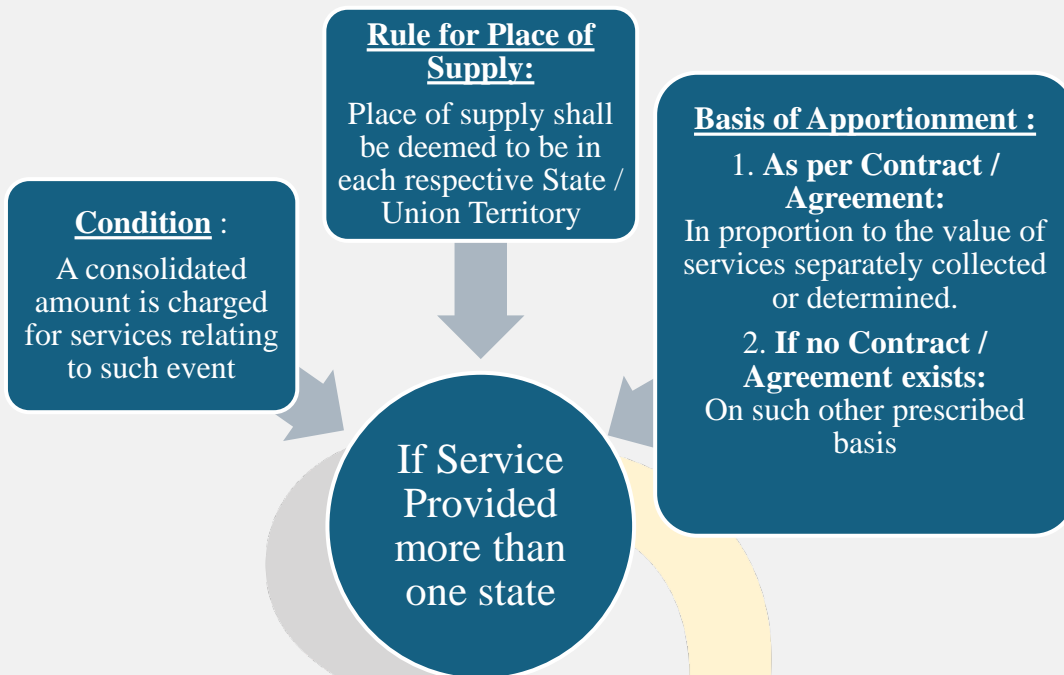 Rule for Place of
Supply:
Place of supply shall
be deemed to be in
each respective State /
Union Territory
Condition :
A consolidated
amount is charged
for services relating
to such event
Basis of Apportionment :
1. As per Contract /
Agreement:
In proportion to the value of
services separately collected
or determined.
2. If no Contract /
Agreement exists:
On such other prescribed
basis
If Service
Provided
more than
one state